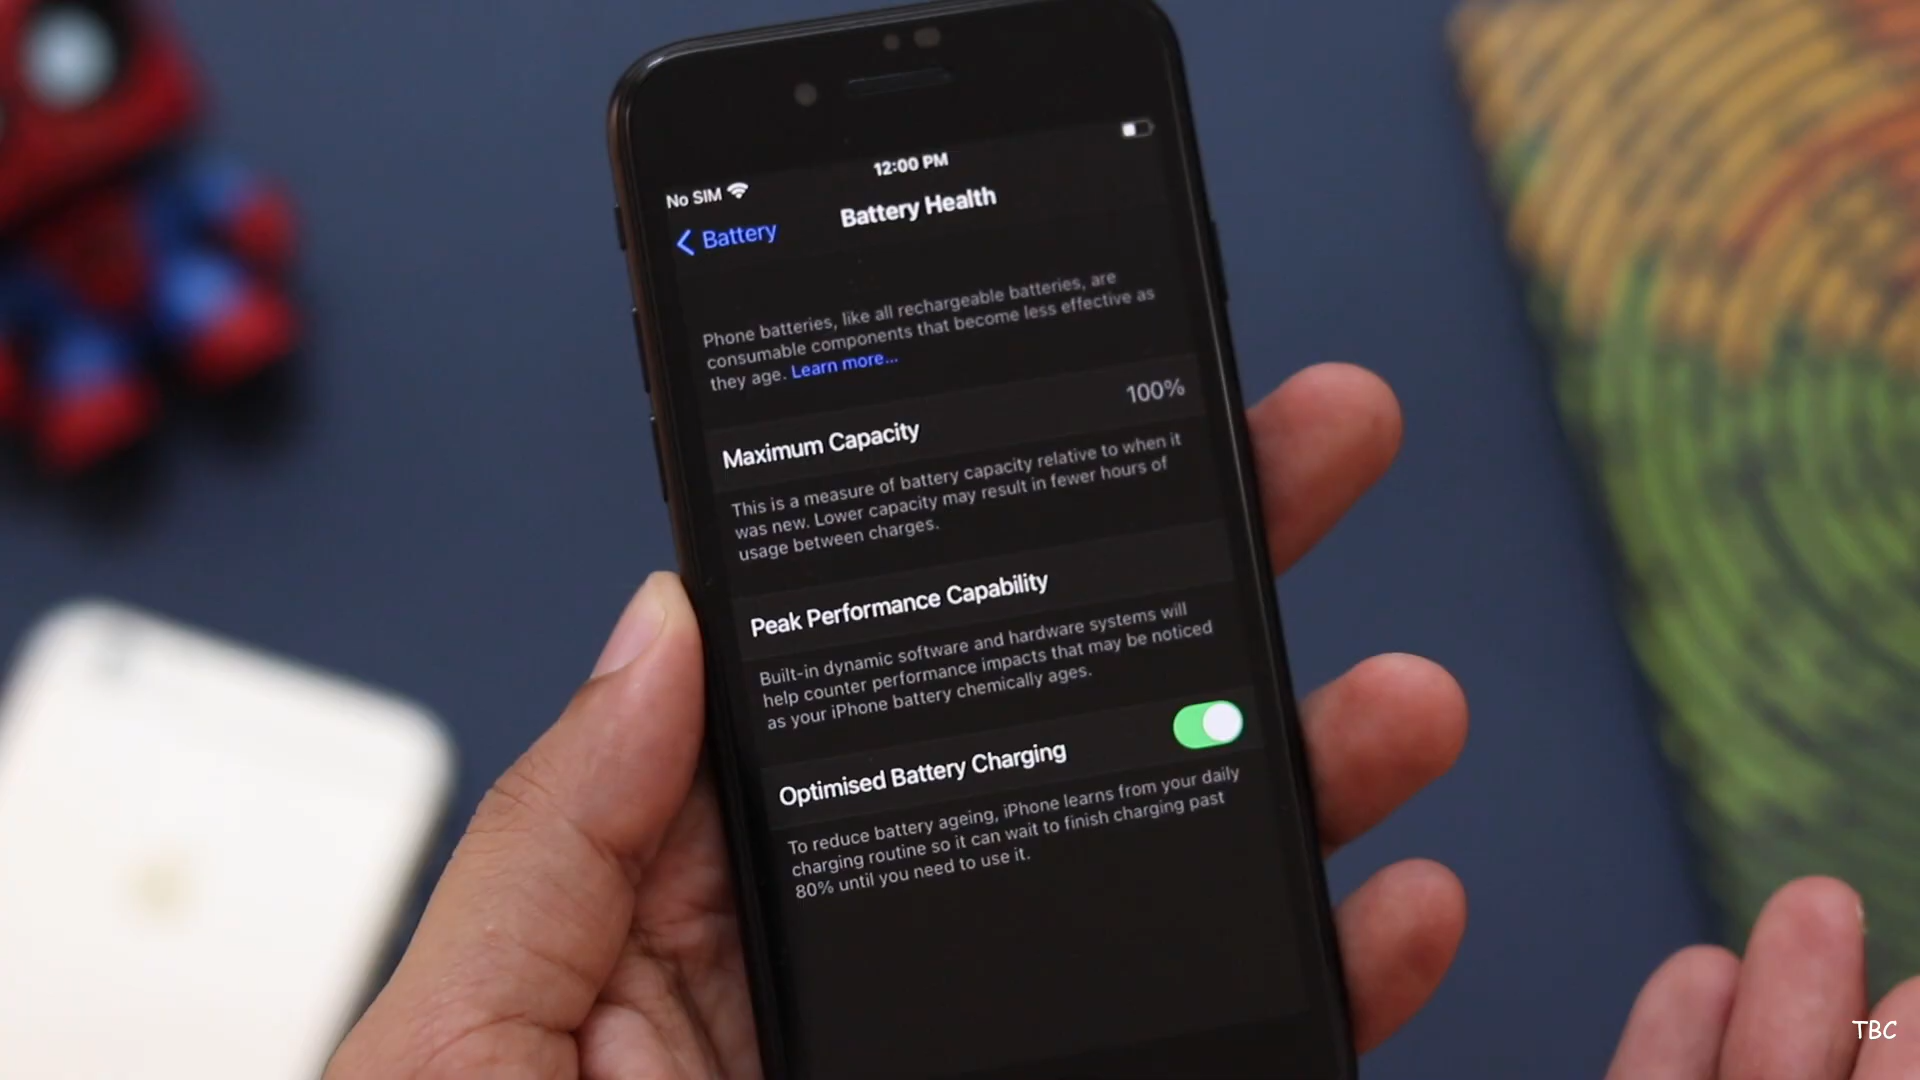 12:00 PM
No SIM
Battery
Battery Health
Phone batteries, like all rechargeable batteries, are
consumable components that become less effective as
they age. Learn more...
Maximum Capacity 100%
This is a measure of battery capacity relative to when it
was new. Lower capacity may result in fewer hours of
usage between charges.
Peak Performance Capability
Built-in dynamic software and hardware systems will
help counter performance impacts that may be noticed
as your iPhone battery chemically ages.
Optimised Battery Charging
To reduce battery ageing, iPhone learns from your daily
charging routine so it can wait to finish charging past
80% until you need to use it.
TBC